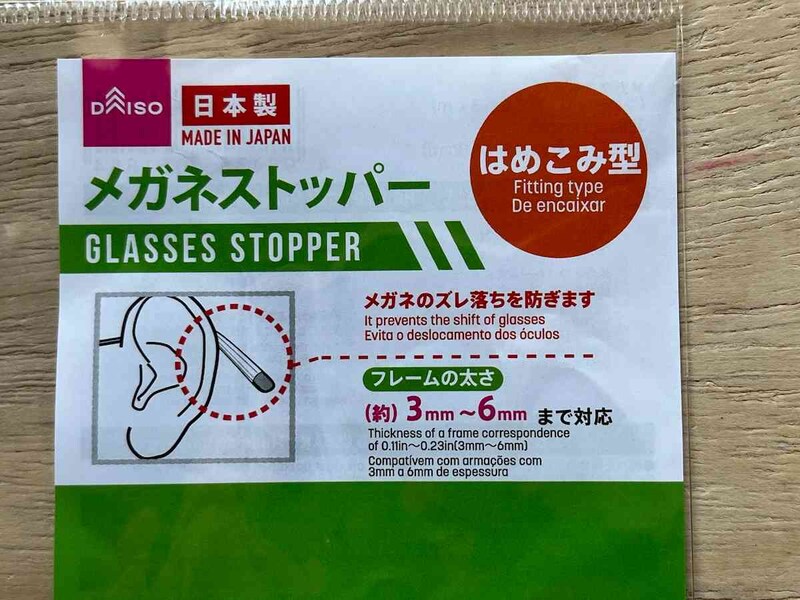 DAISO
日本製
MADE IN JAPAN
はめこみ型
Fitting type
De encaixar
メガネストッパー
GLASSES STOPPER
メガネのズレ落ちを防ぎます
It prevents the shift of glasses
Evita o deslocamento dos óculos
フレームの太さ
(約) 3mm～6mm まで対応
Thickness of a frame correspondence
of 0.11in～0.23in(3mm～6mm)
Compatívem com armações com
3mm a 6mm de espessura